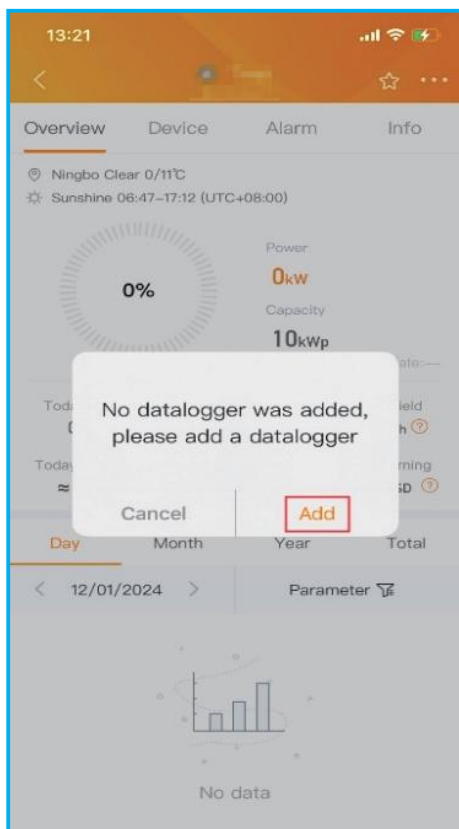 13:21
Overview Device Alarm Info
Ningbo Clear 0/11℃
Sunshine 06:47-17:12 (UTC+08:00)
Power
0%
0kW
Capacity
10kWp
No datalogger was added,
please add a datalogger
Cancel Add
Day Month Year Total
< 12/01/2024 > Parameter
No data